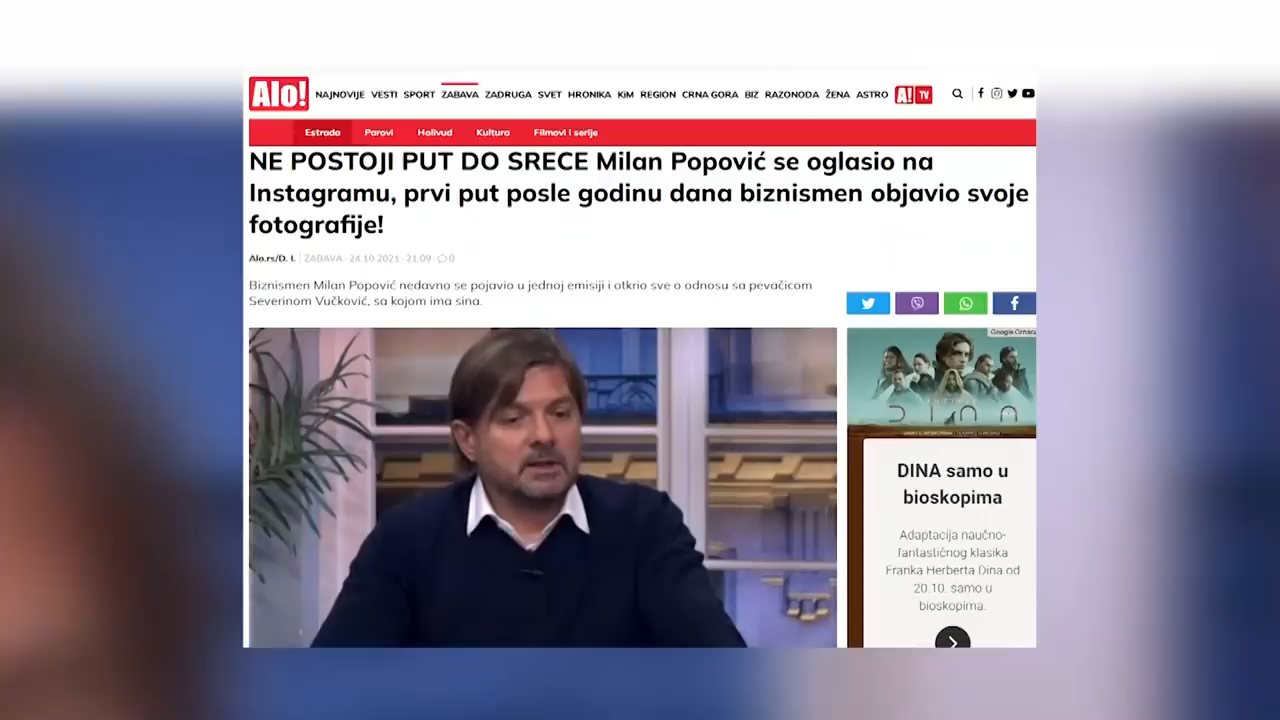 Alo!
NAJNOVIJE VESTI SPORT ZABAVA ZADRUGA SVET HRONIKA KiM REGION CRNA GORA BIZ RAZONODA ŽENA ASTRO A! TV
Estrada Parovi Holivud Kultura Filmovi i serije
NE POSTOJI PUT DO SRECE Milan Popović se oglasio na
Instagramu, prvi put posle godinu dana biznismen objavio svoje
fotografije!
Alo.rs/D. I. | ZABAVA · 24.10.2021 · 21:09 · 0
Biznismen Milan Popović nedavno se pojavio u jednoj emisiji i otkrio sve o odnosu sa pevačicom
Severinom Vučković, sa kojom ima sina.
DINA
DINA samo u
bioskopima
Adaptacija naučno-
fantastičnog klasika
Franka Herberta Dina od
20.10. samo u
bioskopima.